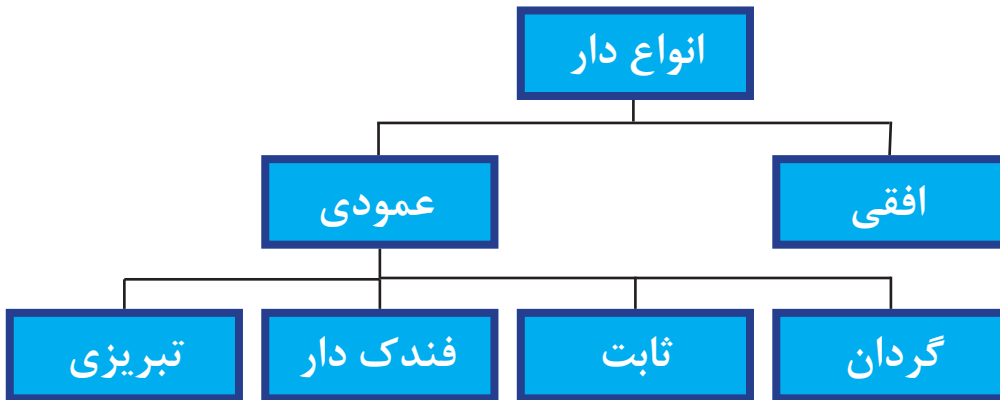 انواع دار
افقی
عمودی
گردان
ثابت
فندک دار
تبریزی